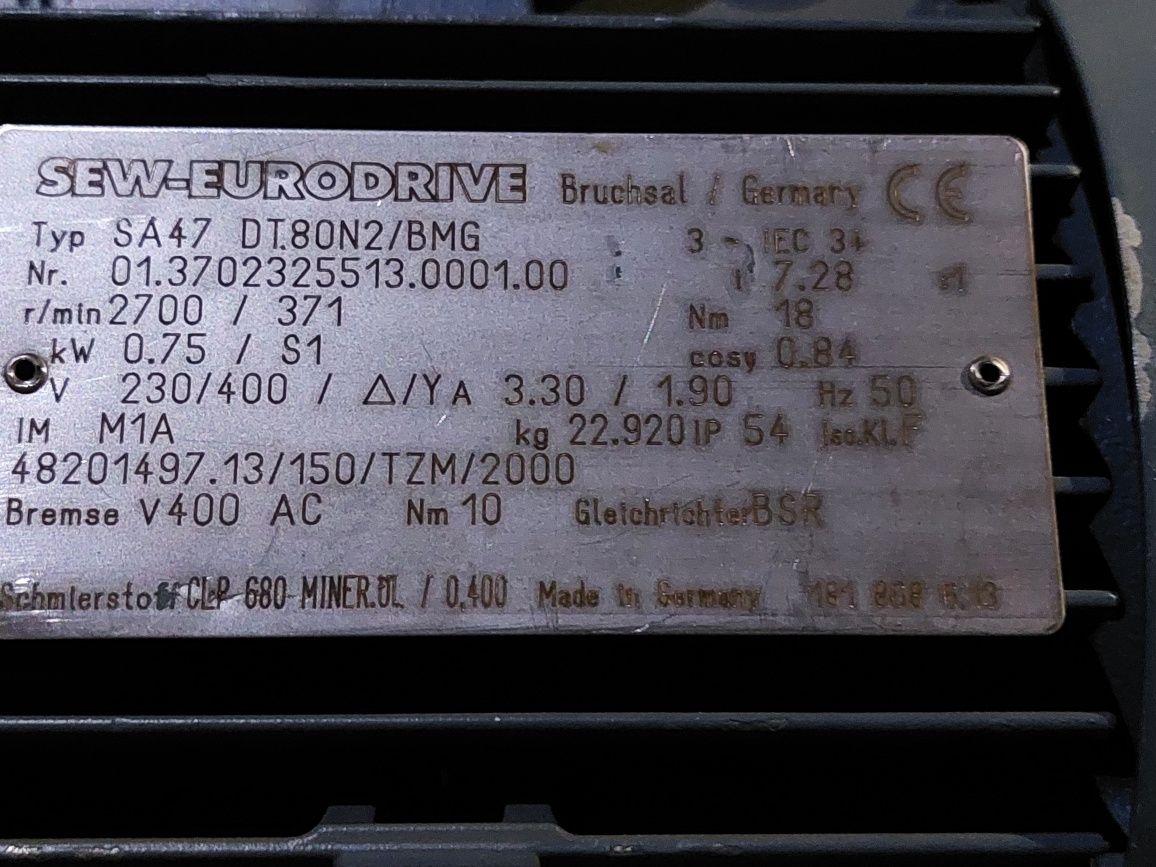 SEW-EURODRIVE Bruchsal / Germany CE
Typ SA47 DT80N2/BMG 3 ~ IEC 34
Nr. 01.3702325513.0001.00 i 7.28 :1
r/min 2700 / 371 Nm 18
kW 0.75 / S1 cosφ 0.84
V 230/400 / Δ/Y A 3.30 / 1.90 Hz 50
IM M1A kg 22.920 IP 54 Iso.Kl. F
48201497.13/150/TZM/2000
Bremse V 400 AC Nm 10 Gleichrichter BSR
Schmierstoff CLP 680 MINER.ÖL / 0.400 Made in Germany